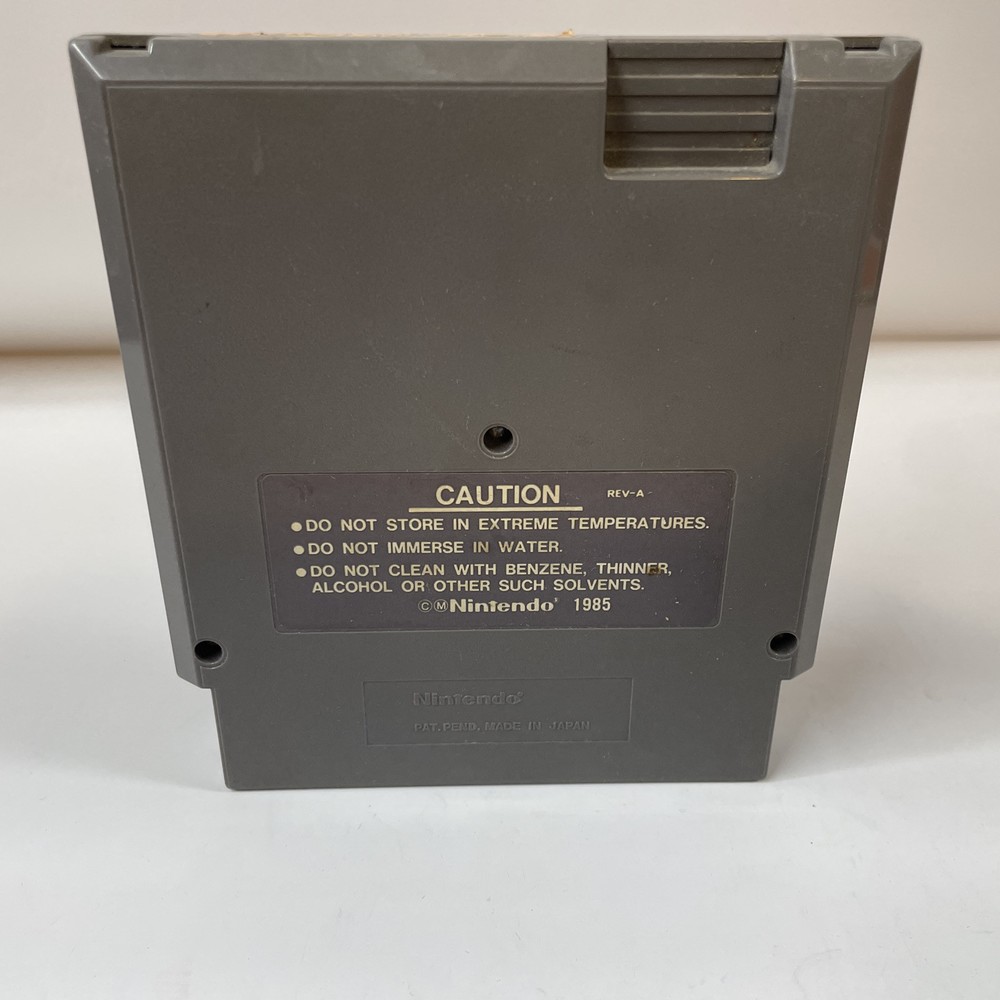 CAUTION REV-A
●DO NOT STORE IN EXTREME TEMPERATURES.
●DO NOT IMMERSE IN WATER.
●DO NOT CLEAN WITH BENZENE, THINNER,
ALCOHOL OR OTHER SUCH SOLVENTS.
ⒸⓂNintendo® 1985
Nintendo®
PAT. PEND. MADE IN JAPAN